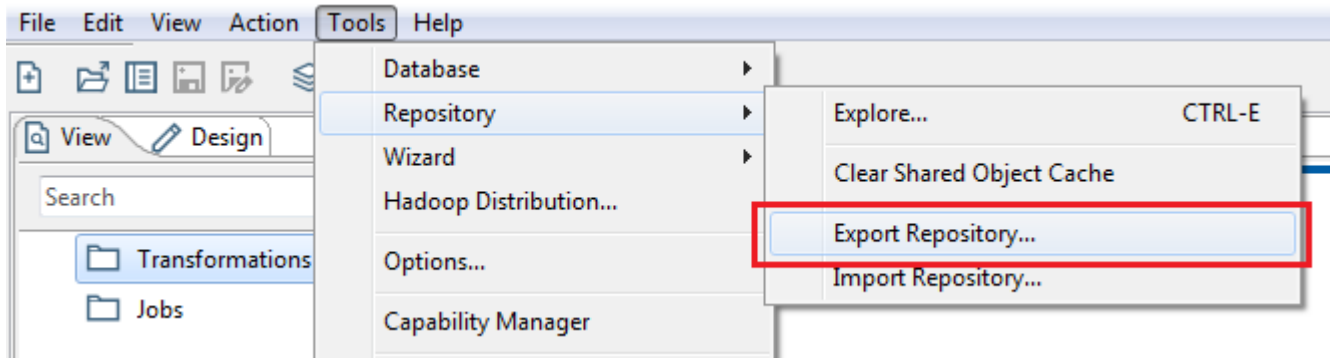 File Edit View Action Tools Help
Database
Repository
Explore... CTRL-E
View Design
Wizard
Clear Shared Object Cache
Search
Hadoop Distribution...
Export Repository...
Transformations
Options...
Import Repository...
Jobs
Capability Manager